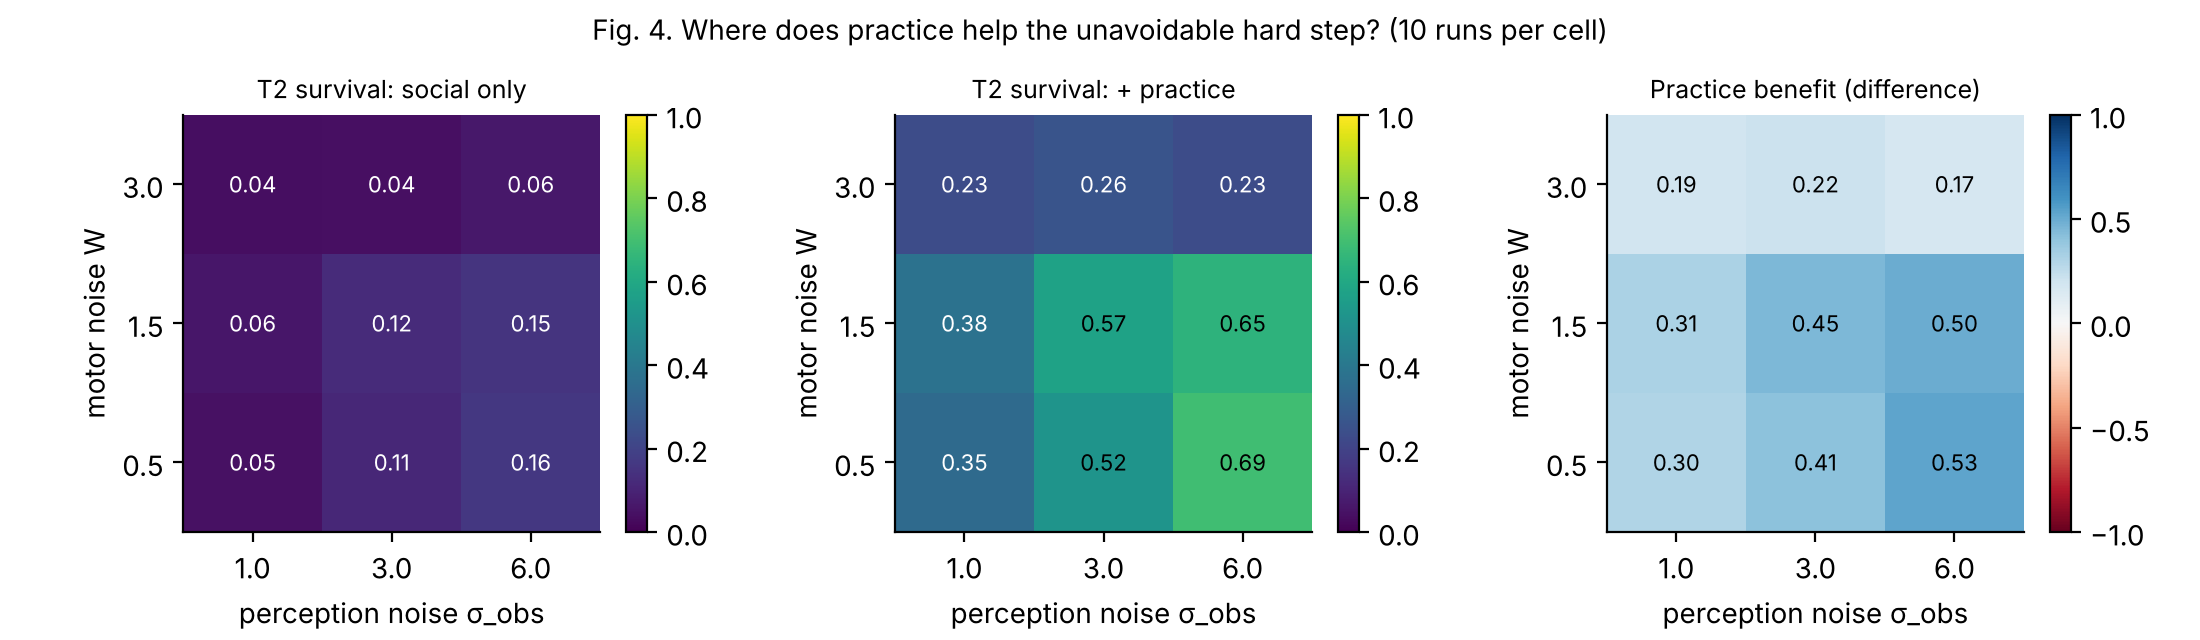 Fig. 4. Where does practice help the unavoidable hard step? (10 runs per cell)
T2 survival: social only
motor noise W
3.0
1.5
0.5
0.04 0.04 0.06
0.06 0.12 0.15
0.05 0.11 0.16
1.0 3.0 6.0
perception noise σ_obs
1.0
0.8
0.6
0.4
0.2
0.0
T2 survival: + practice
motor noise W
3.0
1.5
0.5
0.23 0.26 0.23
0.38 0.57 0.65
0.35 0.52 0.69
1.0 3.0 6.0
perception noise σ_obs
1.0
0.8
0.6
0.4
0.2
0.0
Practice benefit (difference)
motor noise W
3.0
1.5
0.5
0.19 0.22 0.17
0.31 0.45 0.50
0.30 0.41 0.53
1.0 3.0 6.0
perception noise σ_obs
1.0
0.5
0.0
−0.5
−1.0